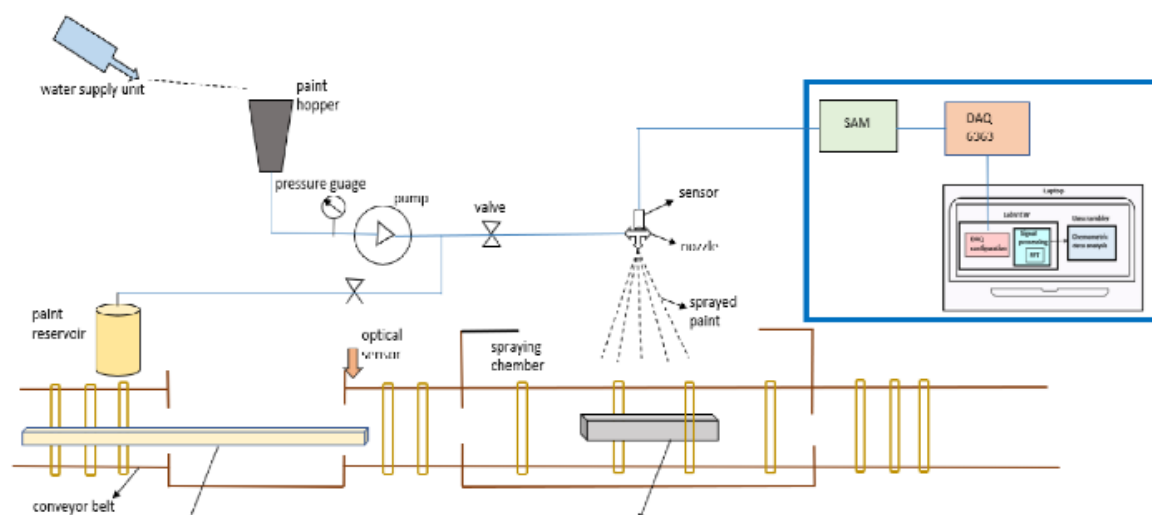 water supply unit
paint
hopper
pressure guage
pump
valve
sensor
nozzle
sprayed
paint
paint
reservoir
optical
sensor
spraying
chember
conveyor belt
SAM
DAQ
6363
Laptop
LabVIEW
DAQ
configuration
Signal
processing
FFT
Unscrambler
Chemometric
data analysis